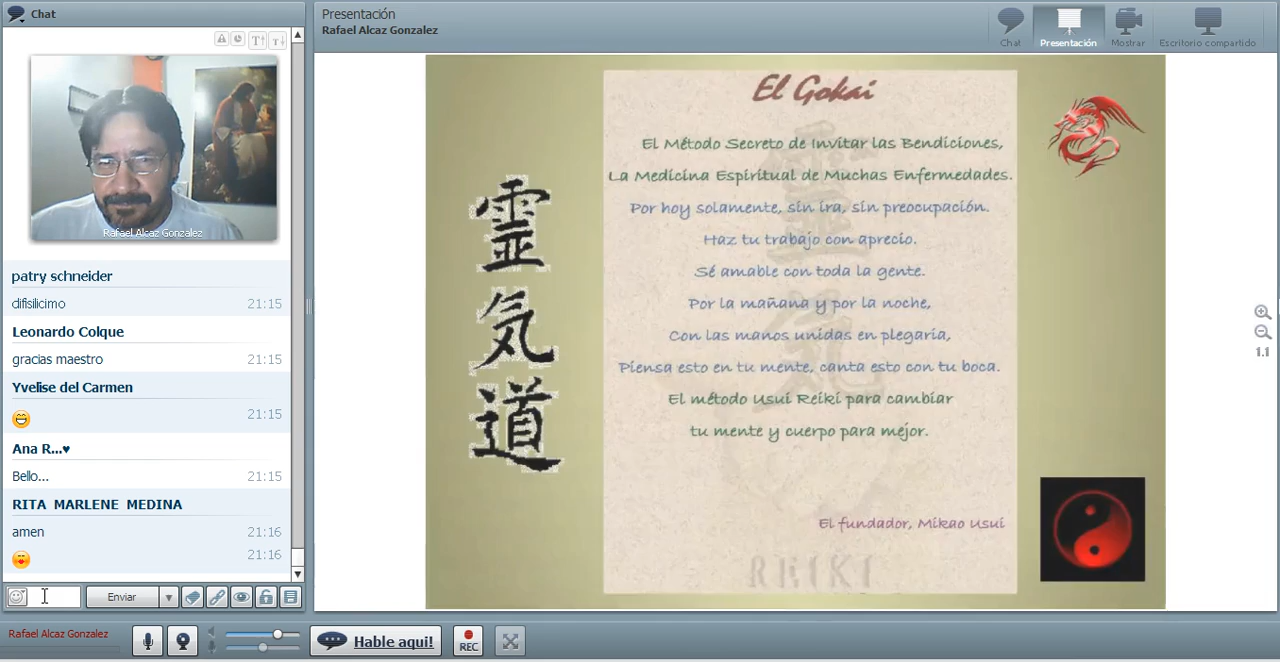 Chat
Rafael Alcaz Gonzalez
patry schneider
difisilicimo 21:15
Leonardo Colque
gracias maestro 21:15
Yvelise del Carmen
21:15
Ana R...♥
Bello... 21:15
RITA MARLENE MEDINA
amen 21:16
21:16
Enviar
Presentación
Rafael Alcaz Gonzalez
Chat
Presentación
Mostrar
Escritorio compartido
El Gokai
El Método Secreto de Invitar las Bendiciones,
La Medicina Espiritual de Muchas Enfermedades.
Por hoy solamente, sin ira, sin preocupación.
Haz tu trabajo con aprecio.
Sé amable con toda la gente.
Por la mañana y por la noche,
Con las manos unidas en plegaria,
Piensa esto en tu mente, canta esto con tu boca.
El método Usui Reiki para cambiar
tu mente y cuerpo para mejor.
El fundador, Mikao Usui
REIKI
靈
氣
道
1.1
Rafael Alcaz Gonzalez
Hable aqui!
REC